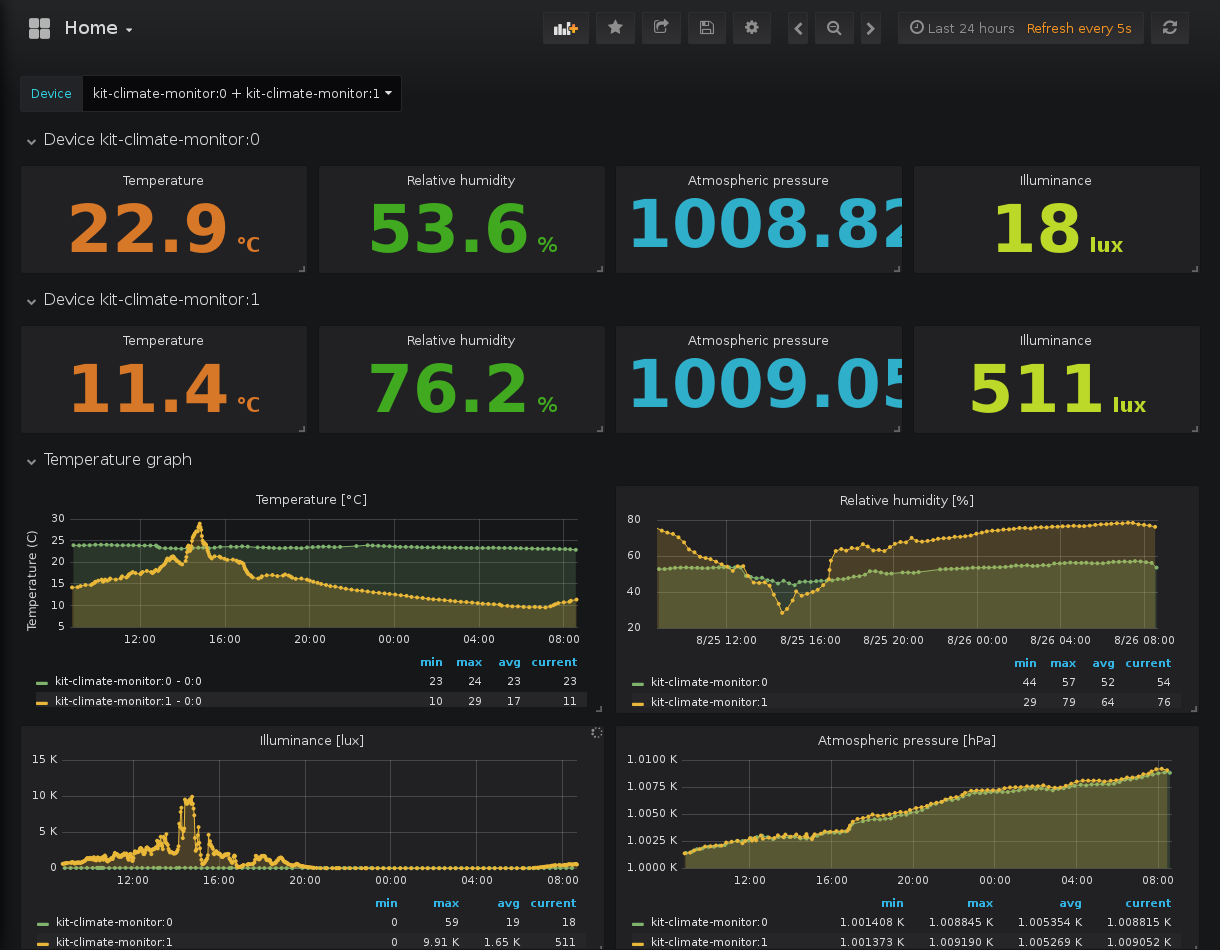 Home
Last 24 hours Refresh every 5s
Device kit-climate-monitor:0 + kit-climate-monitor:1
Device kit-climate-monitor:0
Temperature Relative humidity Atmospheric pressure Illuminance
22.9 °C 53.6 % 1008.82 18 lux
Device kit-climate-monitor:1
Temperature Relative humidity Atmospheric pressure Illuminance
11.4 °C 76.2 % 1009.05 511 lux
Temperature graph
Temperature [°C]
Temperature (C)
30
25
20
15
10
5
12:00 16:00 20:00 00:00 04:00 08:00
min max avg current
kit-climate-monitor:0 - 0:0 23 24 23 23
kit-climate-monitor:1 - 0:0 10 29 17 11
Relative humidity [%]
80
60
40
20
8/25 12:00 8/25 16:00 8/25 20:00 8/26 00:00 8/26 04:00 8/26 08:00
min max avg current
kit-climate-monitor:0 44 57 52 54
kit-climate-monitor:1 29 79 64 76
Illuminance [lux]
15 K
10 K
5 K
0
12:00 16:00 20:00 00:00 04:00 08:00
min max avg current
kit-climate-monitor:0 0 59 19 18
kit-climate-monitor:1 0 9.91 K 1.65 K 511
Atmospheric pressure [hPa]
1.0100 K
1.0075 K
1.0050 K
1.0025 K
1.0000 K
12:00 16:00 20:00 00:00 04:00 08:00
min max avg current
kit-climate-monitor:0 1.001408 K 1.008845 K 1.005354 K 1.008815 K
kit-climate-monitor:1 1.001373 K 1.009190 K 1.005269 K 1.009052 K